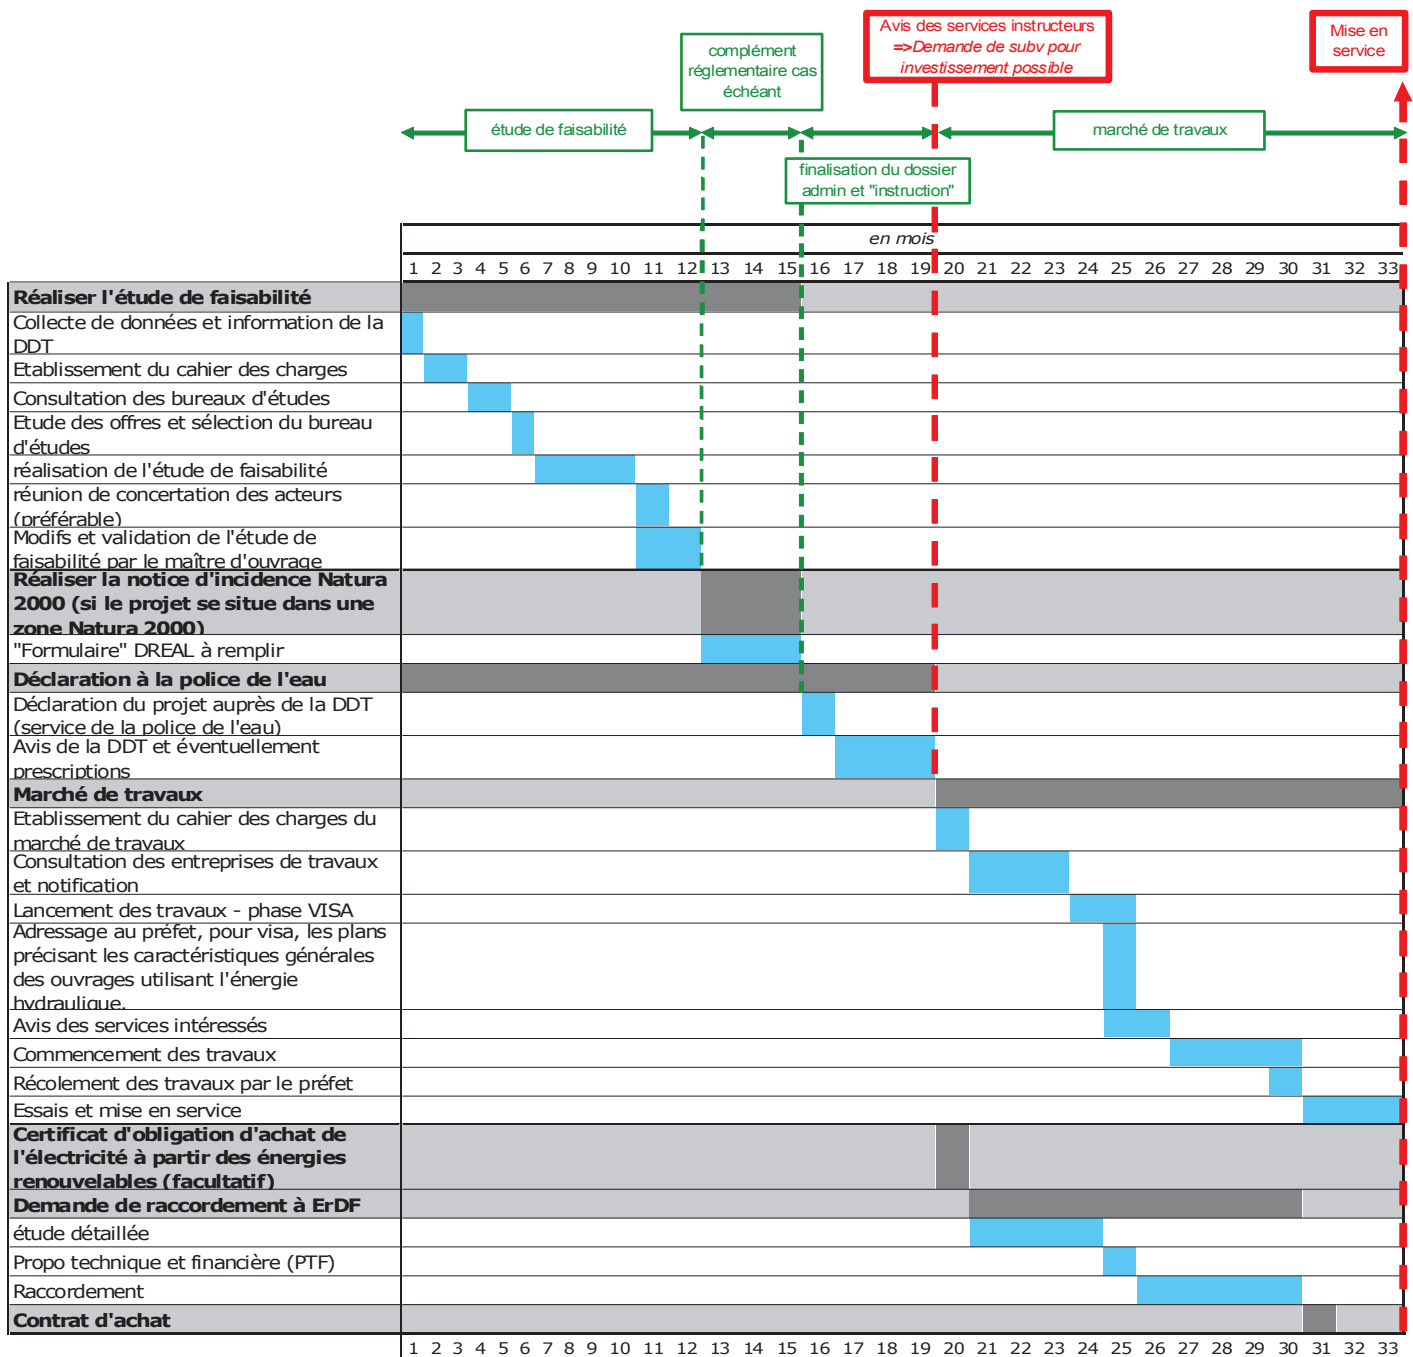 Avis des services instructeurs
=>Demande de subv pour
investissement possible
Mise en
service
complément
réglementaire cas
échéant
étude de faisabilité
marché de travaux
finalisation du dossier
admin et "instruction"
en mois
1 2 3 4 5 6 7 8 9 10 11 12 13 14 15 16 17 18 19 20 21 22 23 24 25 26 27 28 29 30 31 32 33
Réaliser l'étude de faisabilité
Collecte de données et information de la
DDT
Etablissement du cahier des charges
Consultation des bureaux d'études
Etude des offres et sélection du bureau
d'études
réalisation de l'étude de faisabilité
réunion de concertation des acteurs
(préférable)
Modifs et validation de l'étude de
faisabilité par le maître d'ouvrage
Réaliser la notice d'incidence Natura
2000 (si le projet se situe dans une
zone Natura 2000)
"Formulaire" DREAL à remplir
Déclaration à la police de l'eau
Déclaration du projet auprès de la DDT
(service de la police de l'eau)
Avis de la DDT et éventuellement
prescriptions
Marché de travaux
Etablissement du cahier des charges du
marché de travaux
Consultation des entreprises de travaux
et notification
Lancement des travaux - phase VISA
Adressage au préfet, pour visa, les plans
précisant les caractéristiques générales
des ouvrages utilisant l'énergie
hydraulique.
Avis des services intéressés
Commencement des travaux
Récolement des travaux par le préfet
Essais et mise en service
Certificat d'obligation d'achat de
l'électricité à partir des énergies
renouvelables (facultatif)
Demande de raccordement à ErDF
étude détaillée
Propo technique et financière (PTF)
Raccordement
Contrat d'achat
1 2 3 4 5 6 7 8 9 10 11 12 13 14 15 16 17 18 19 20 21 22 23 24 25 26 27 28 29 30 31 32 33